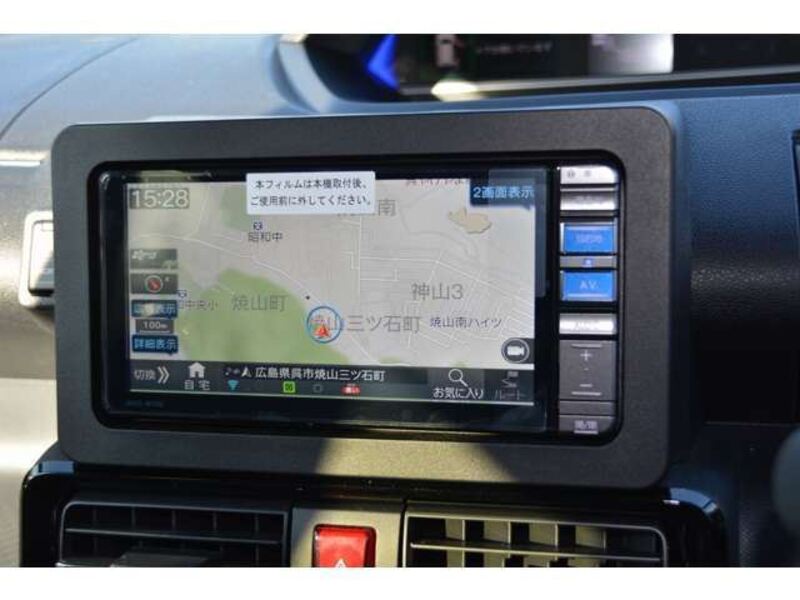 15:28
本フィルムは本機取付後、
ご使用前に外してください。
2画面表示
昭和中
中央小
焼山町
神山3
焼山三ツ石町
焼山南ハイツ
100m
詳細表示
切換
自宅
広島県呉市焼山三ツ石町
お気に入り
ルート
A V
+
−